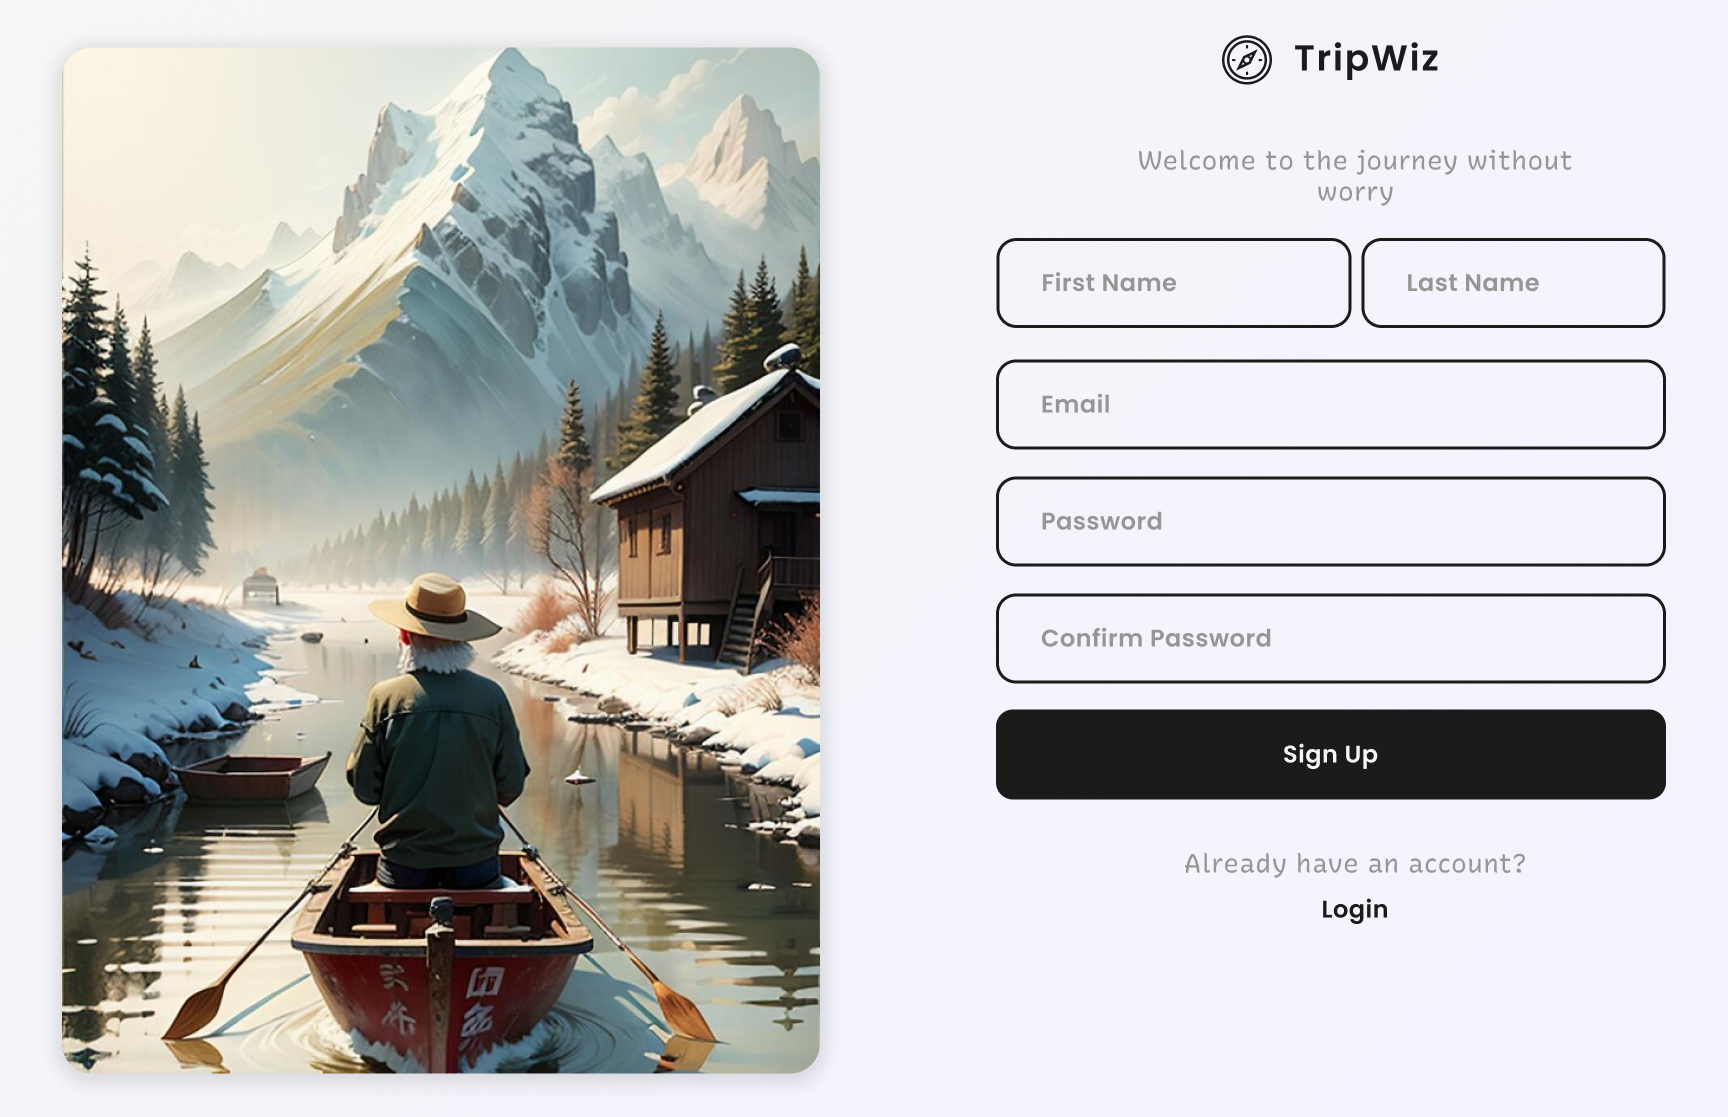 TripWiz
Welcome to the journey without
worry
First Name
Last Name
Email
Password
Confirm Password
Sign Up
Already have an account?
Login